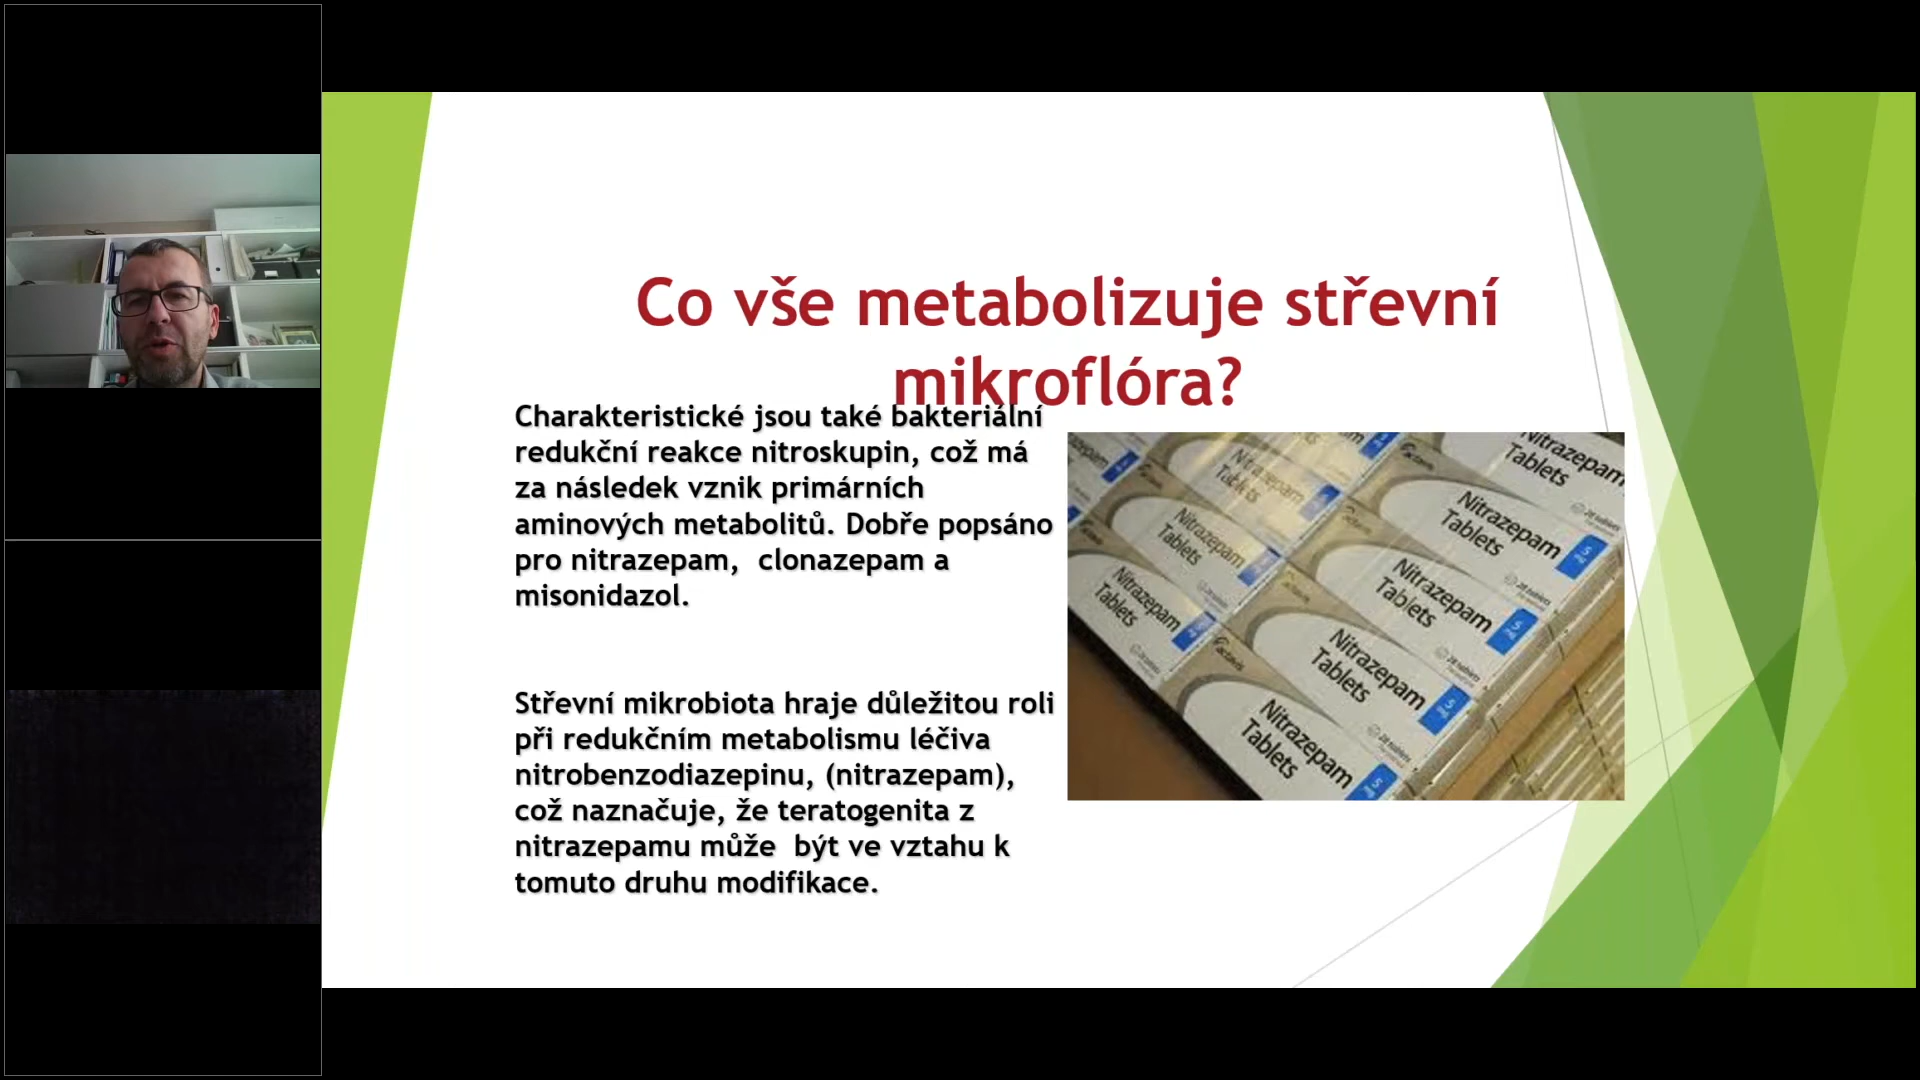 Co vše metabolizuje střevní
mikroflóra?
Charakteristické jsou také bakteriální
redukční reakce nitroskupin, což má
za následek vznik primárních
aminových metabolitů. Dobře popsáno
pro nitrazepam,  clonazepam a
misonidazol.
Střevní mikrobiota hraje důležitou roli
při redukčním metabolismu léčiva
nitrobenzodiazepinu, (nitrazepam),
což naznačuje, že teratogenita z
nitrazepamu může  být ve vztahu k
tomuto druhu modifikace.
Nitrazepam
Tablets
Nitrazepam
Tablets
Nitrazepam
Tablets
Nitrazepam
Tablets
Nitrazepam
Tablets
Nitrazepam
Tablets
Nitrazepam
Tablets
Nitrazepam
Tablets